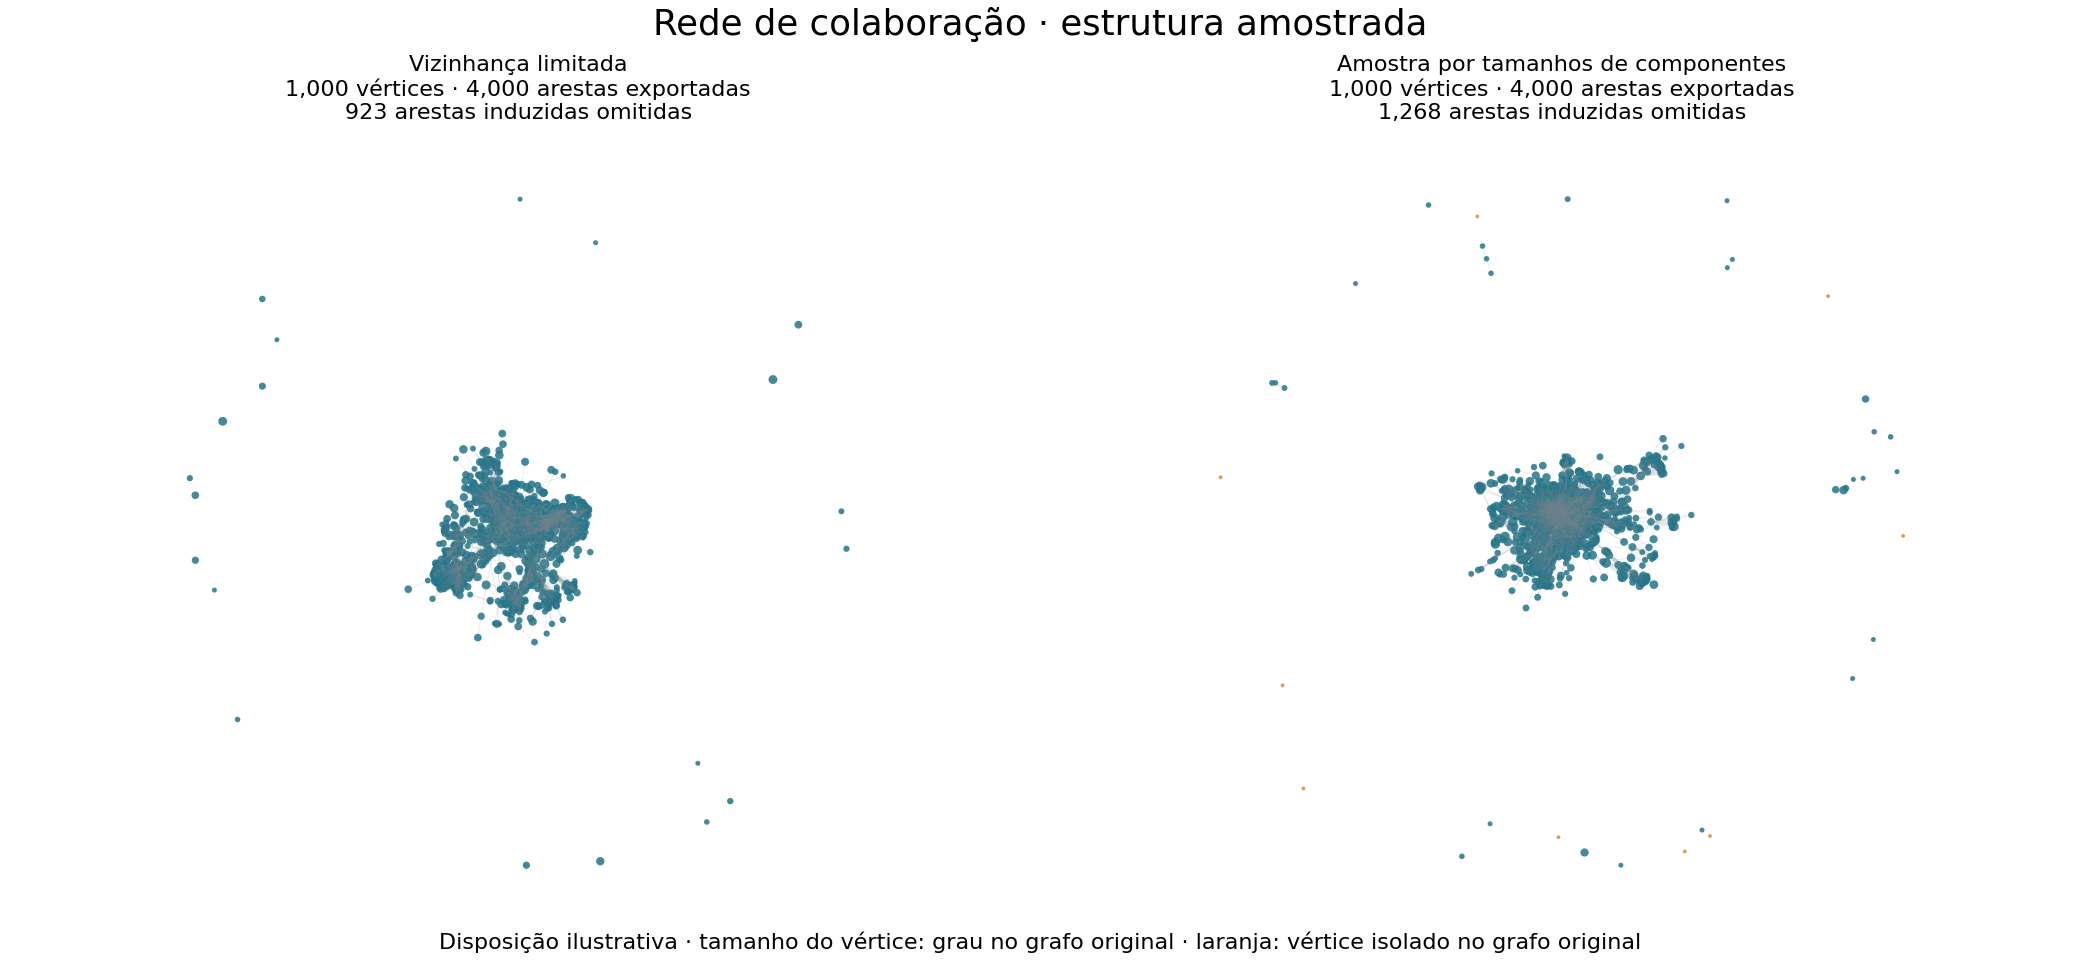 Rede de colaboração · estrutura amostrada
Vizinhança limitada
1,000 vértices · 4,000 arestas exportadas
923 arestas induzidas omitidas
Amostra por tamanhos de componentes
1,000 vértices · 4,000 arestas exportadas
1,268 arestas induzidas omitidas
Disposição ilustrativa · tamanho do vértice: grau no grafo original · laranja: vértice isolado no grafo original